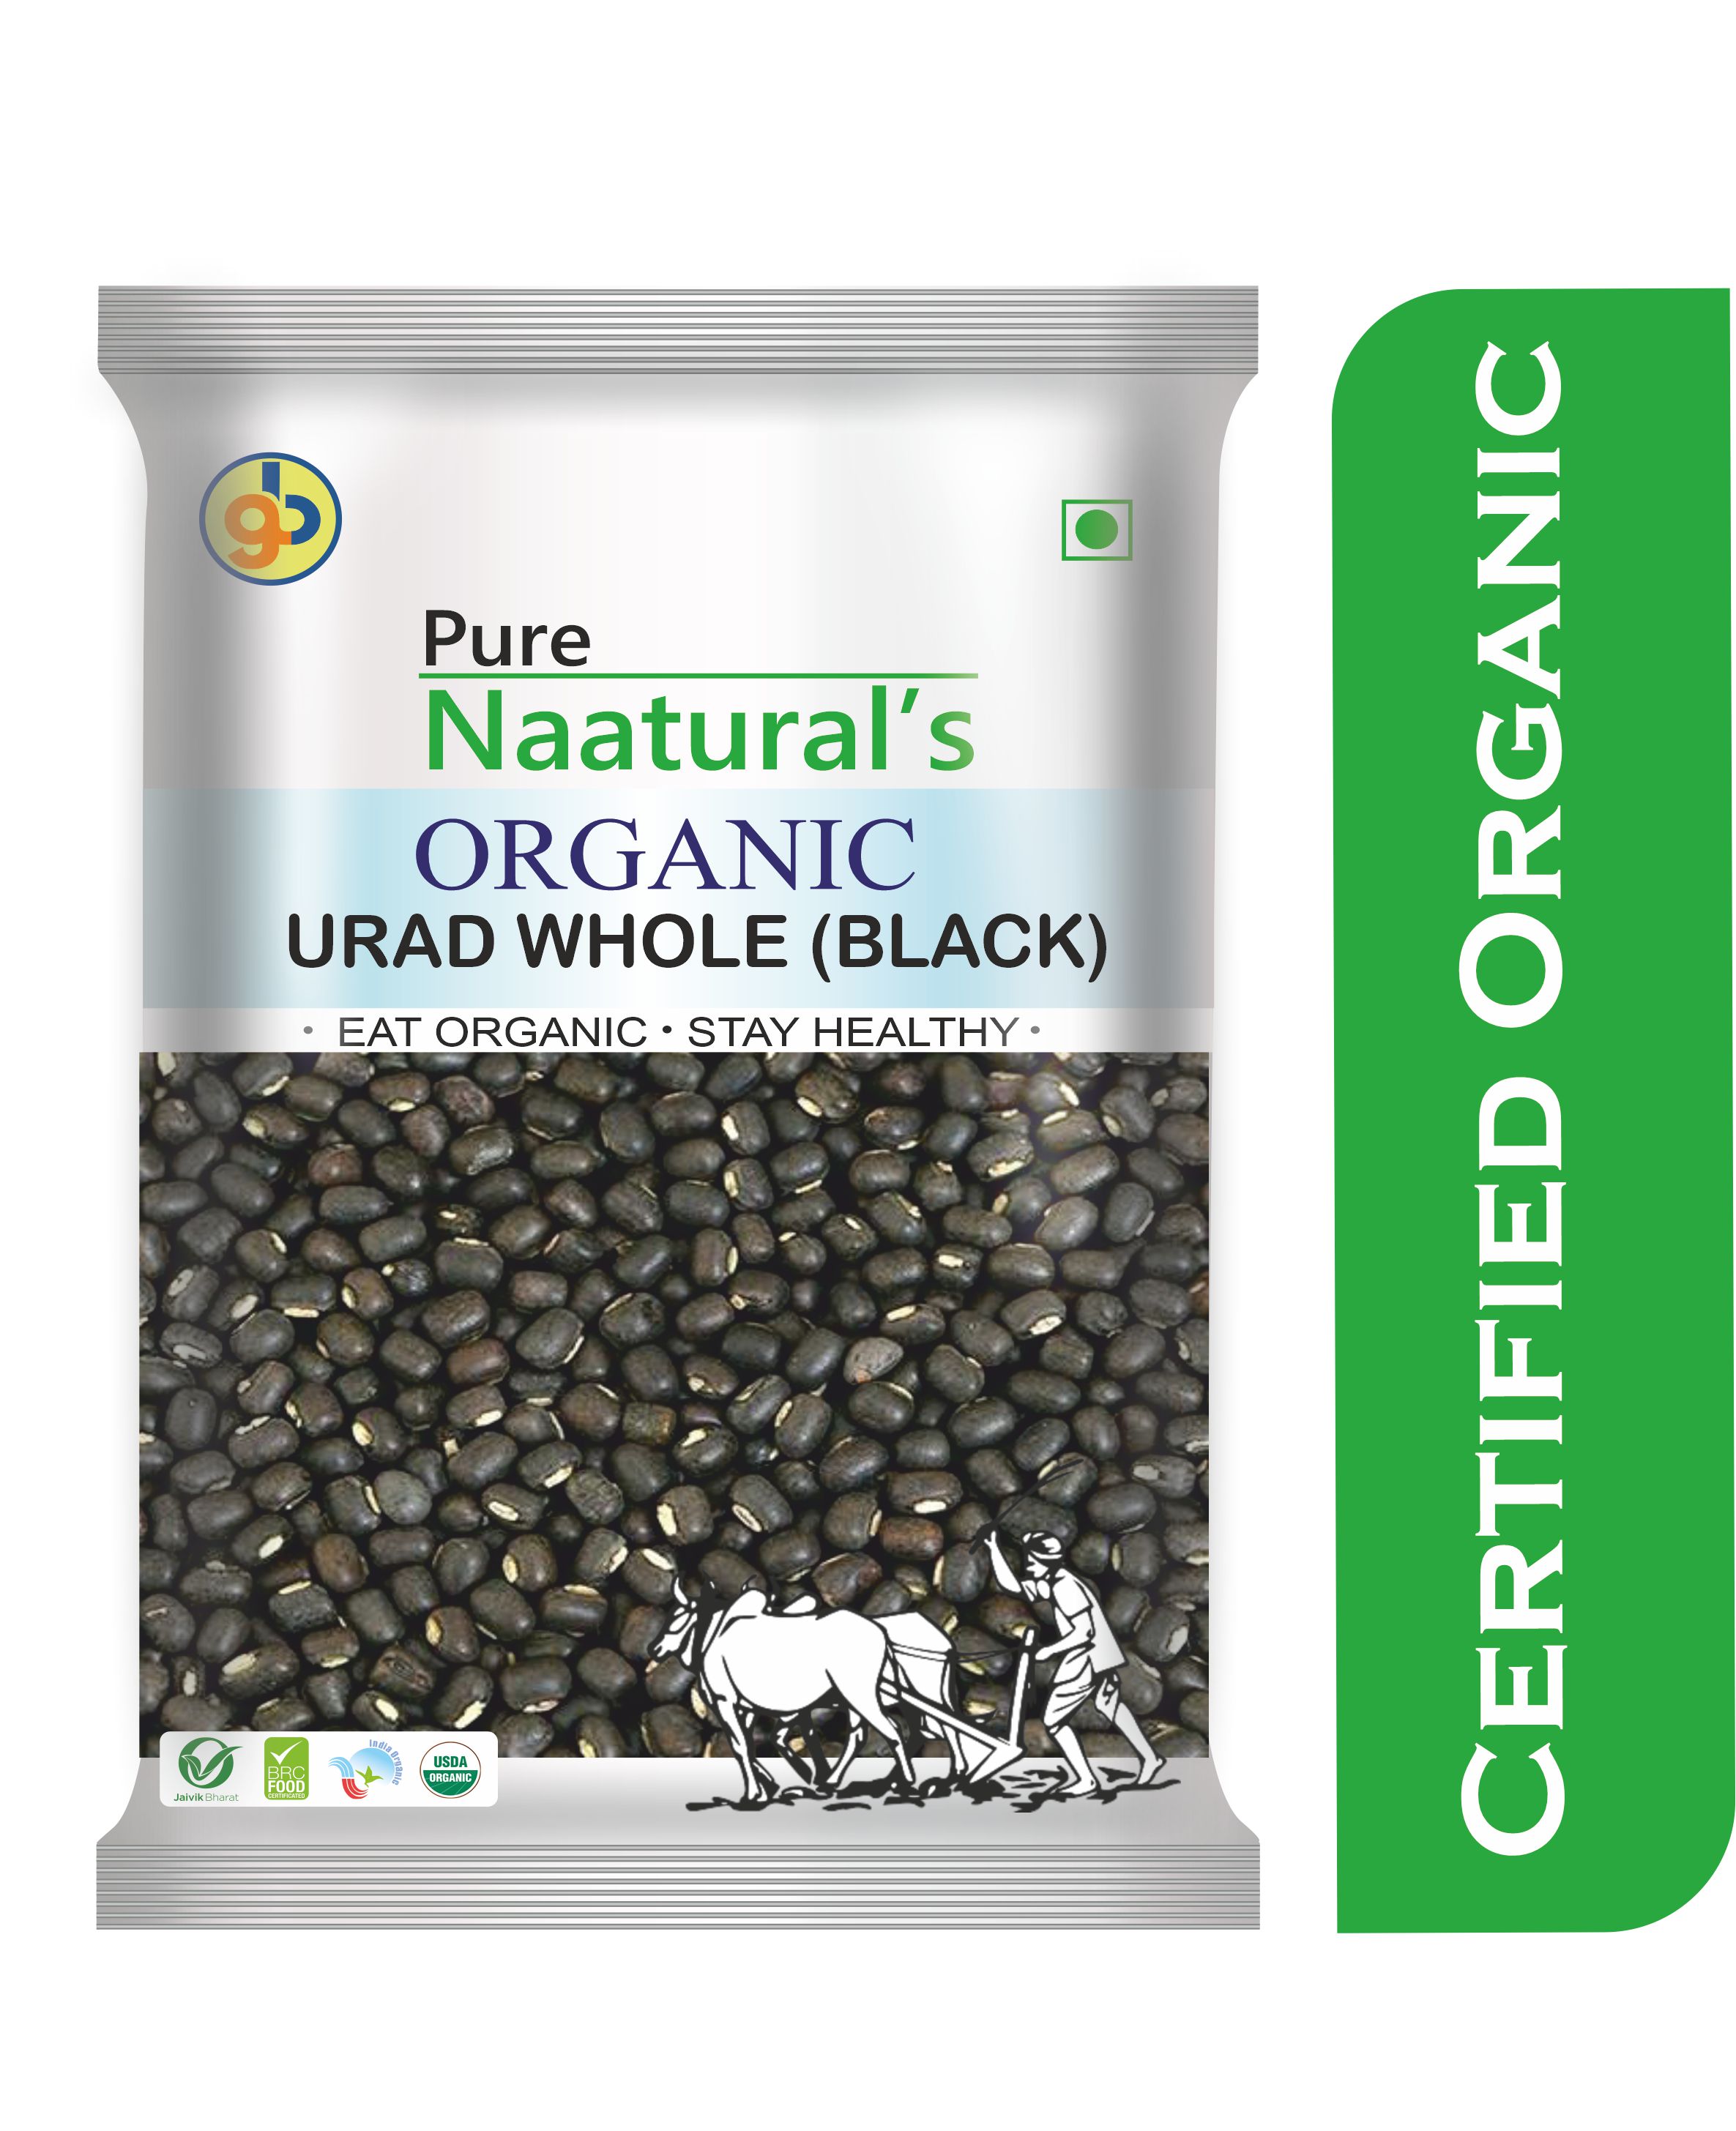 gb
Pure
Naatural's
ORGANIC
URAD WHOLE (BLACK)
• EAT ORGANIC • STAY HEALTHY •
Jaivik Bharat
BRC
FOOD
CERTIFICATED
India Organic
USDA
ORGANIC
CERTIFIED ORGANIC